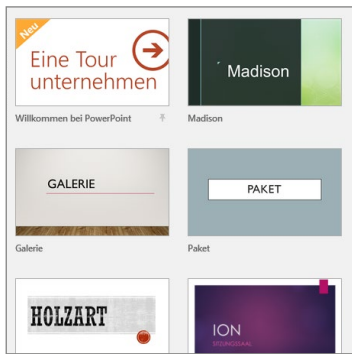 Neu
Eine Tour
unternehmen
Madison
Willkommen bei PowerPoint
Madison
GALERIE
PAKET
Galerie
Paket
HOLZART
ION
SITZUNGSSAAL